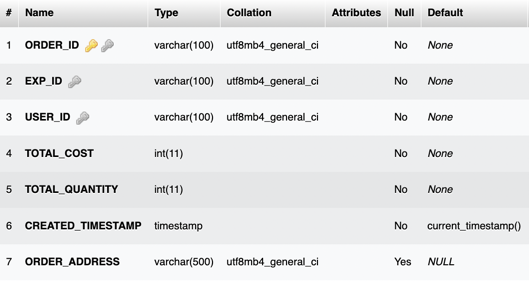 # Name Type Collation Attributes Null Default
1 ORDER_ID varchar(100) utf8mb4_general_ci No None
2 EXP_ID varchar(100) utf8mb4_general_ci No None
3 USER_ID varchar(100) utf8mb4_general_ci No None
4 TOTAL_COST int(11) No None
5 TOTAL_QUANTITY int(11) No None
6 CREATED_TIMESTAMP timestamp No current_timestamp()
7 ORDER_ADDRESS varchar(500) utf8mb4_general_ci Yes NULL